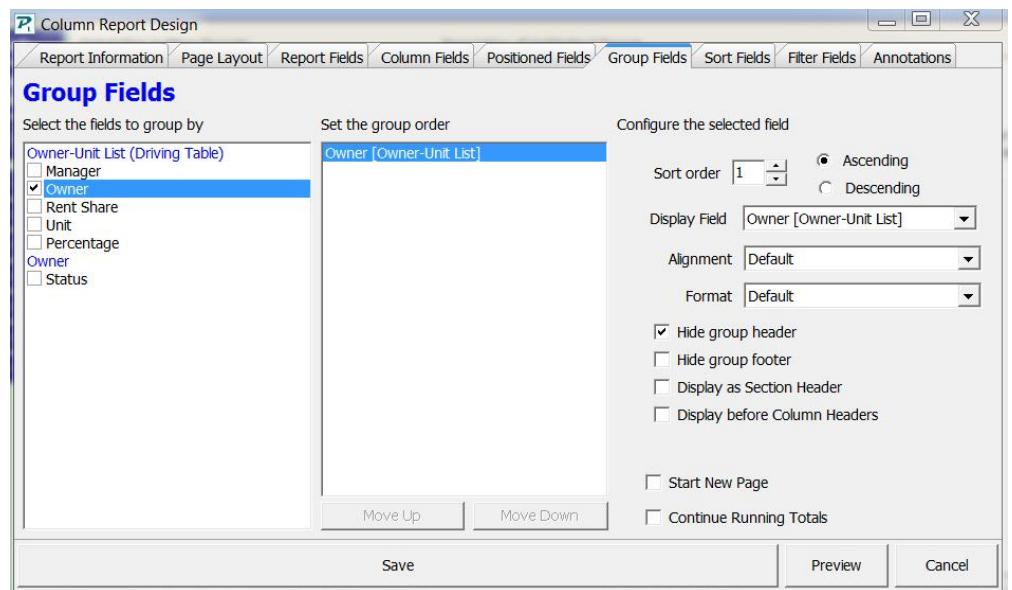 Column Report Design
Report Information Page Layout Report Fields Column Fields Positioned Fields Group Fields Sort Fields Filter Fields Annotations
Group Fields
Select the fields to group by
Owner-Unit List (Driving Table)
Manager
Owner
Rent Share
Unit
Percentage
Owner
Status
Set the group order
Owner [Owner-Unit List]
Move Up Move Down
Configure the selected field
Sort order 1 Ascending
Descending
Display Field Owner [Owner-Unit List]
Alignment Default
Format Default
Hide group header
Hide group footer
Display as Section Header
Display before Column Headers
Start New Page
Continue Running Totals
Save Preview Cancel